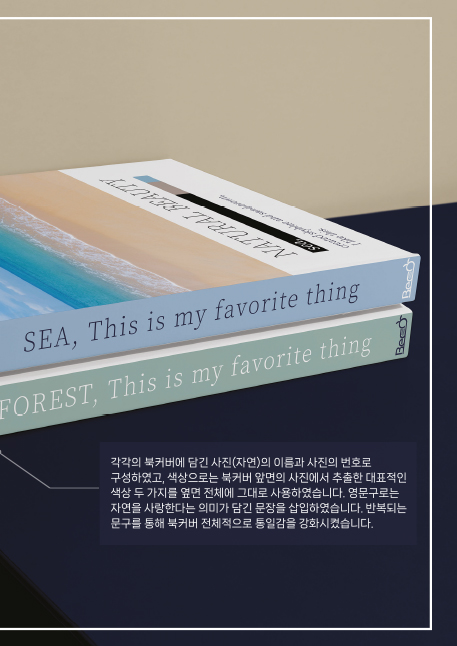 NATURAL BEAUTY
SEA
SEA, This is my favorite thing
FOREST, This is my favorite thing
각각의 북커버에 담긴 사진(자연)의 이름과 사진의 번호로
구성하였고, 색상으로는 북커버 앞면의 사진에서 추출한 대표적인
색상 두 가지를 옆면 전체에 그대로 사용하였습니다. 영문구로는
자연을 사랑한다는 의미가 담긴 문장을 삽입하였습니다. 반복되는
문구를 통해 북커버 전체적으로 통일감을 강화시켰습니다.